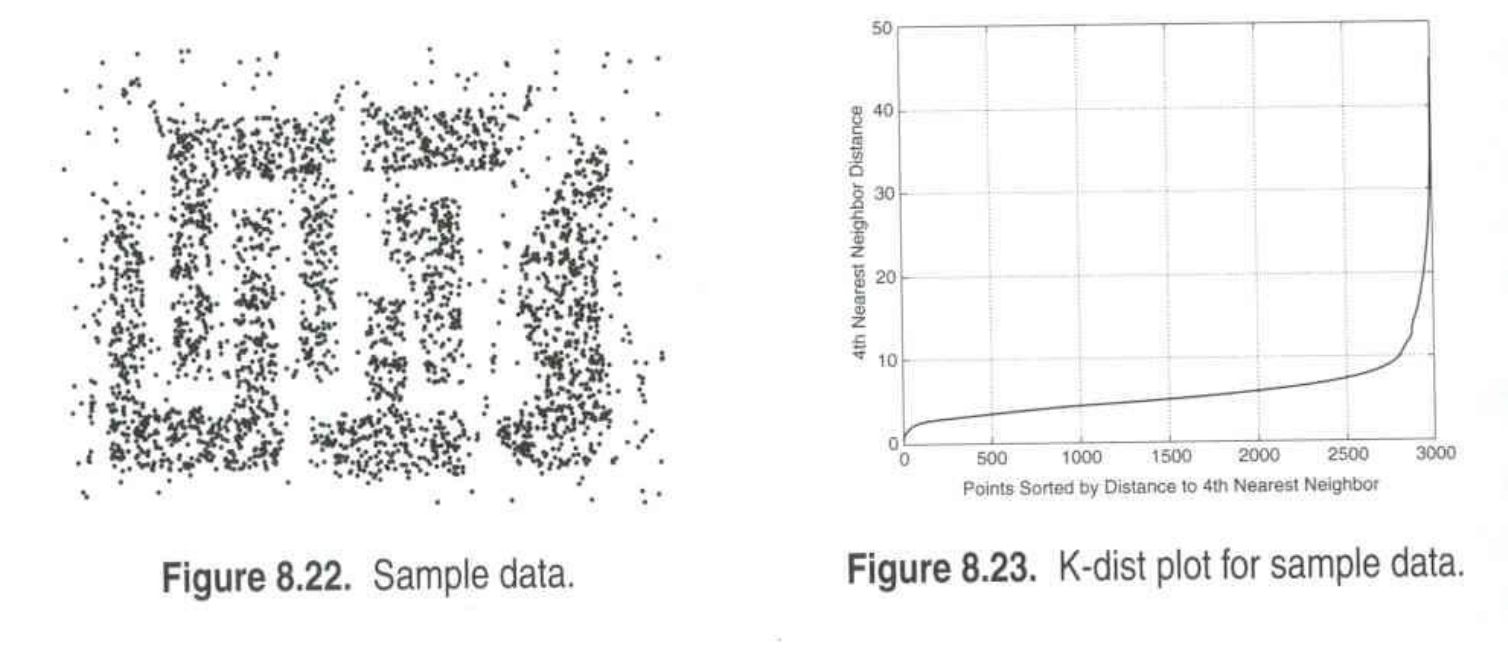 50
40
30
20
10
0
4th Nearest Neighbor Distance
0 500 1000 1500 2000 2500 3000
Points Sorted by Distance to 4th Nearest Neighbor
Figure 8.22. Sample data.
Figure 8.23. K-dist plot for sample data.